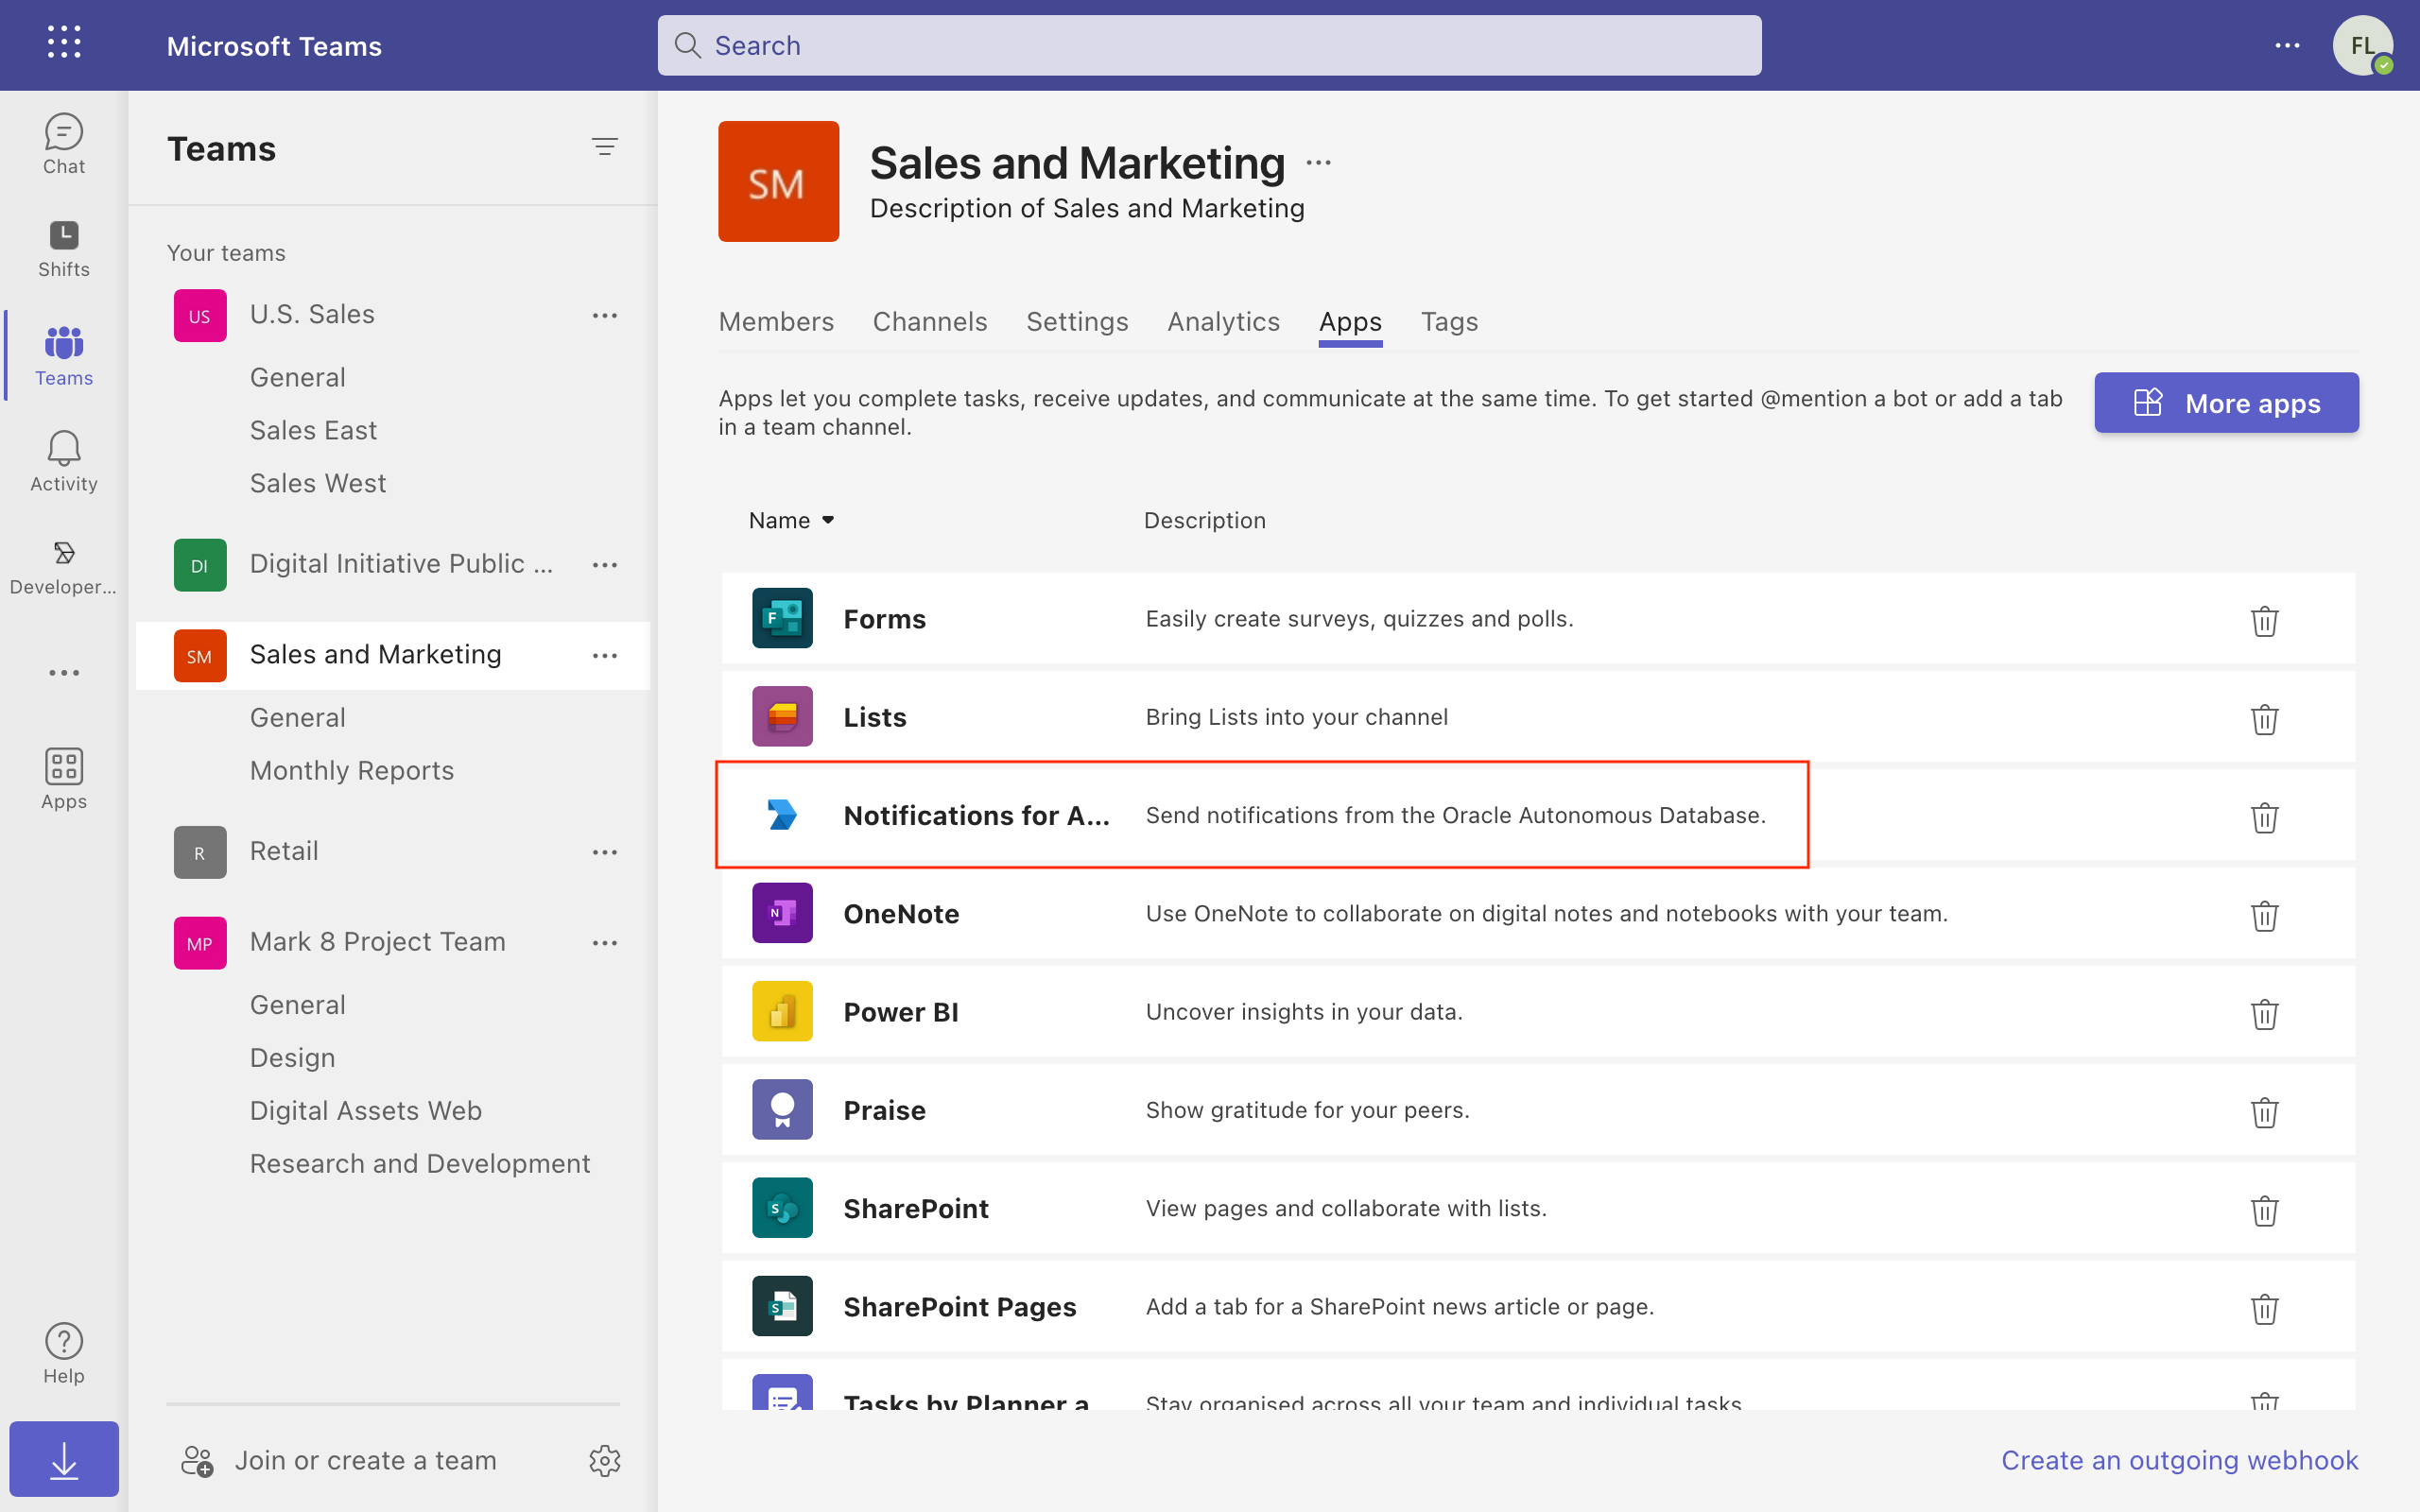 Microsoft Teams
Search
FL
Chat
Shifts
Teams
Activity
Developer...
Apps
Help
Teams
Your teams
US U.S. Sales
General
Sales East
Sales West
DI Digital Initiative Public ...
SM Sales and Marketing
General
Monthly Reports
R Retail
MP Mark 8 Project Team
General
Design
Digital Assets Web
Research and Development
Join or create a team
SM
Sales and Marketing
Description of Sales and Marketing
Members Channels Settings Analytics Apps Tags
Apps let you complete tasks, receive updates, and communicate at the same time. To get started @mention a bot or add a tab
in a team channel.
More apps
Name Description
F Forms Easily create surveys, quizzes and polls.
Lists Bring Lists into your channel
Notifications for A... Send notifications from the Oracle Autonomous Database.
N OneNote Use OneNote to collaborate on digital notes and notebooks with your team.
Power BI Uncover insights in your data.
Praise Show gratitude for your peers.
S SharePoint View pages and collaborate with lists.
S SharePoint Pages Add a tab for a SharePoint news article or page.
Tasks by Planner a Stay organised across all your team and individual tasks
Create an outgoing webhook